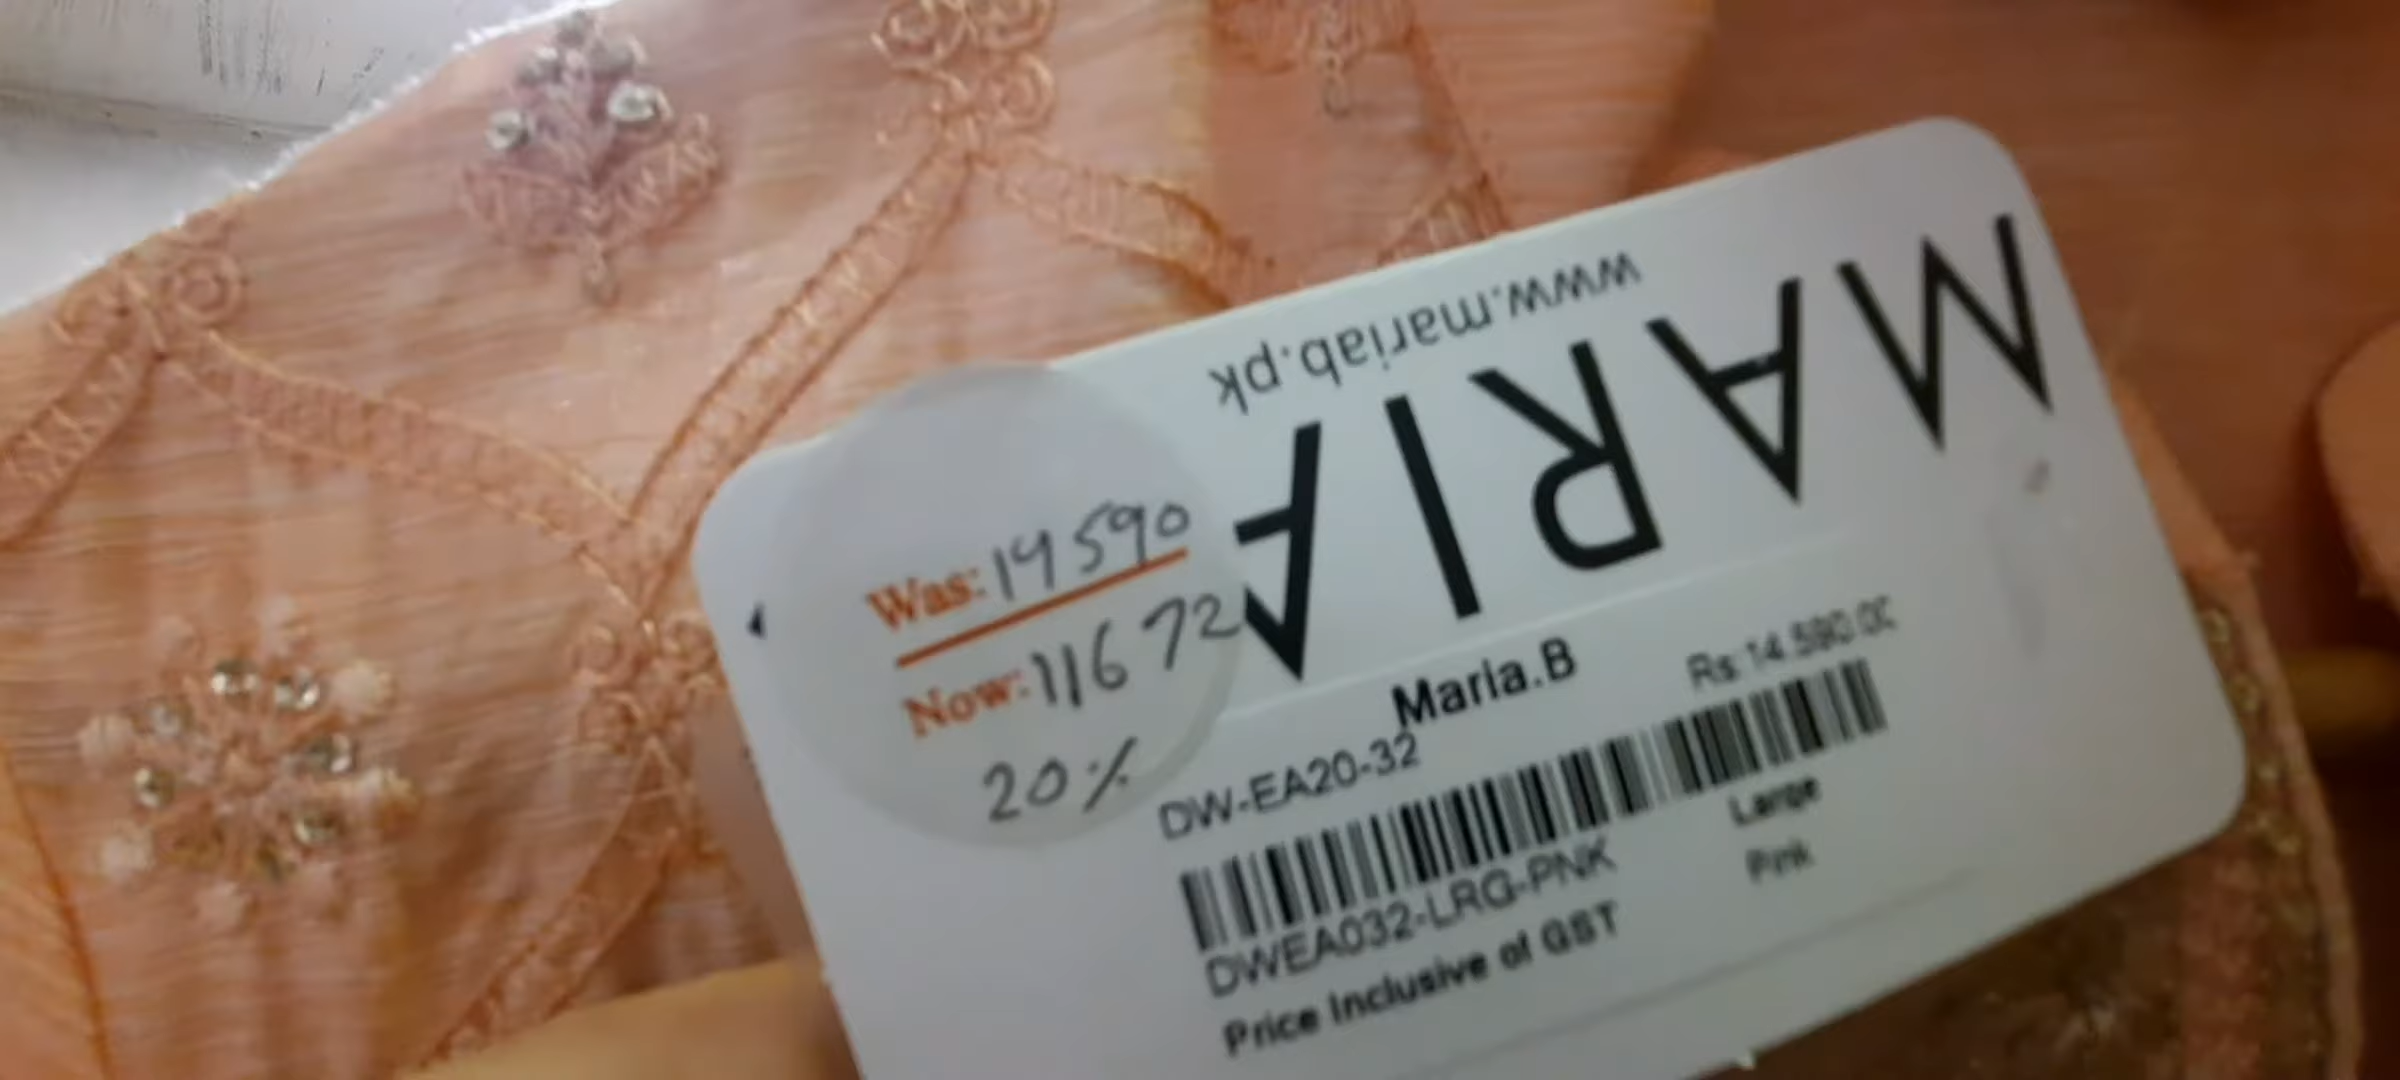 www.mariab.pk
MARIA
Was: 14590
Now: 11672
20%
Maria.B
Rs:14,590.00
DW-EA20-32
DWEA032-LRG-PNK
Large
Pink
Price Inclusive of GST